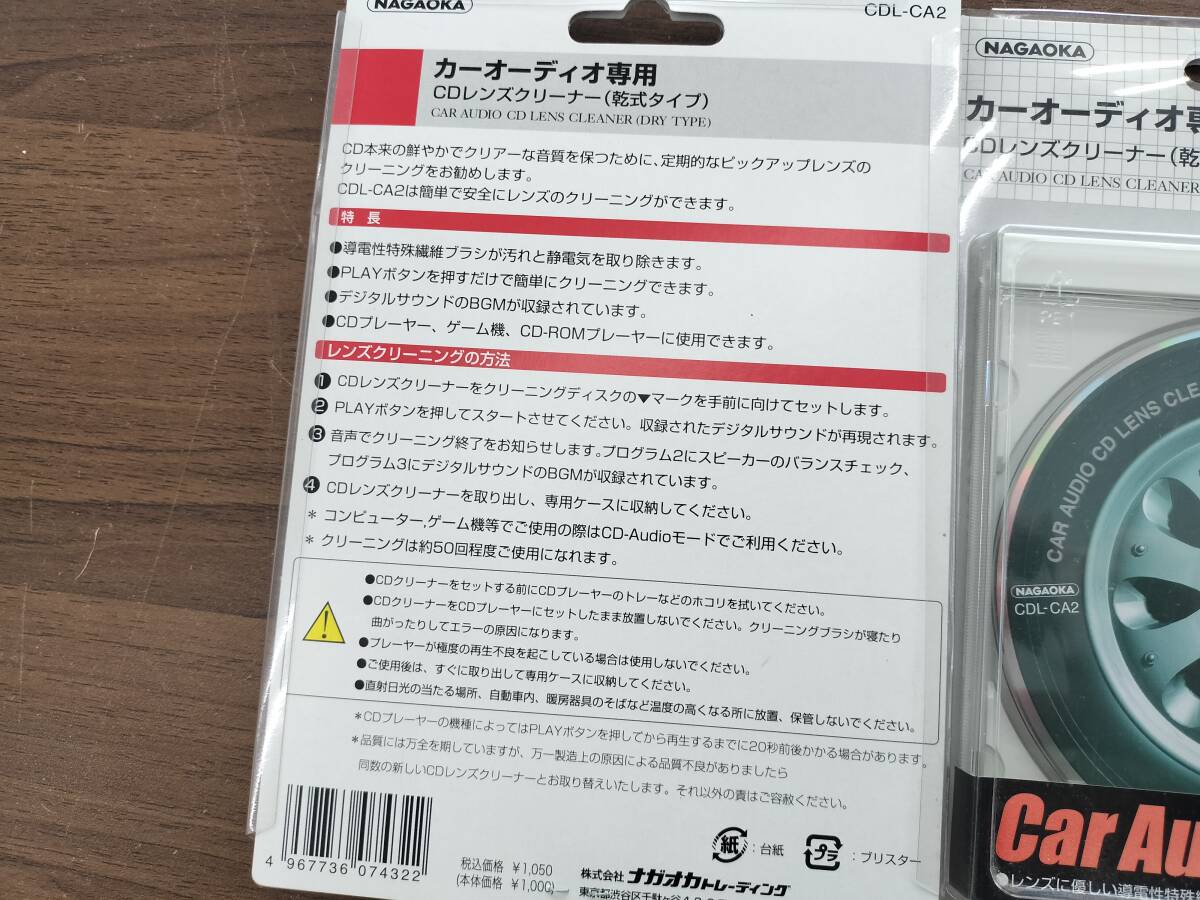 NAGAOKA
CDL-CA2
カーオーディオ専用
CDレンズクリーナー(乾式タイプ)
CAR AUDIO CD LENS CLEANER (DRY TYPE)
CD本来の鮮やかでクリアーな音質を保つために、定期的なピックアップレンズの
クリーニングをお勧めします。
CDL-CA2は簡単で安全にレンズのクリーニングができます。
特 長
●導電性特殊繊維ブラシが汚れと静電気を取り除きます。
●PLAYボタンを押すだけで簡単にクリーニングできます。
●デジタルサウンドのBGMが収録されています。
●CDプレーヤー、ゲーム機、CD-ROMプレーヤーに使用できます。
レンズクリーニングの方法
❶ CDレンズクリーナーをクリーニングディスクの▼マークを手前に向けてセットします。
❷ PLAYボタンを押してスタートさせてください。収録されたデジタルサウンドが再現されます。
❸ 音声でクリーニング終了をお知らせします。プログラム2にスピーカーのバランスチェック、
プログラム3にデジタルサウンドのBGMが収録されています。
❹ CDレンズクリーナーを取り出し、専用ケースに収納してください。
* コンピューター,ゲーム機等でご使用の際はCD-Audioモードでご利用ください。
* クリーニングは約50回程度ご使用になれます。
●CDクリーナーをセットする前にCDプレーヤーのトレーなどのホコリを拭いてください。
●CDクリーナーをCDプレーヤーにセットしたまま放置しないでください。クリーニングブラシが寝たり
曲がったりしてエラーの原因になります。
●プレーヤーが極度の再生不良を起こしている場合は使用しないでください。
●ご使用後は、すぐに取り出して専用ケースに収納してください。
●直射日光の当たる場所、自動車内、暖房器具のそばなど温度の高くなる所に放置、保管しないでください。
*CDプレーヤーの機種によってはPLAYボタンを押してから再生するまでに20秒前後かかる場合があります。
*品質には万全を期していますが、万一製造上の原因による品質不良がありましたら
同数の新しいCDレンズクリーナーとお取り替えいたします。それ以外の責はご容赦ください。
4 967736 074322
税込価格 ¥1,050
(本体価格 ¥1,000)
紙 : 台紙
プラ : ブリスター
株式会社 ナガオカトレーディング
東京都渋谷区千駄ヶ谷
NAGAOKA
カーオーディオ専
CDレンズクリーナー(乾
CAR AUDIO CD LENS CLEANER
CAR AUDIO CD LENS CLEA
NAGAOKA
CDL-CA2
Car Au
●レンズに優しい導電性特殊繊